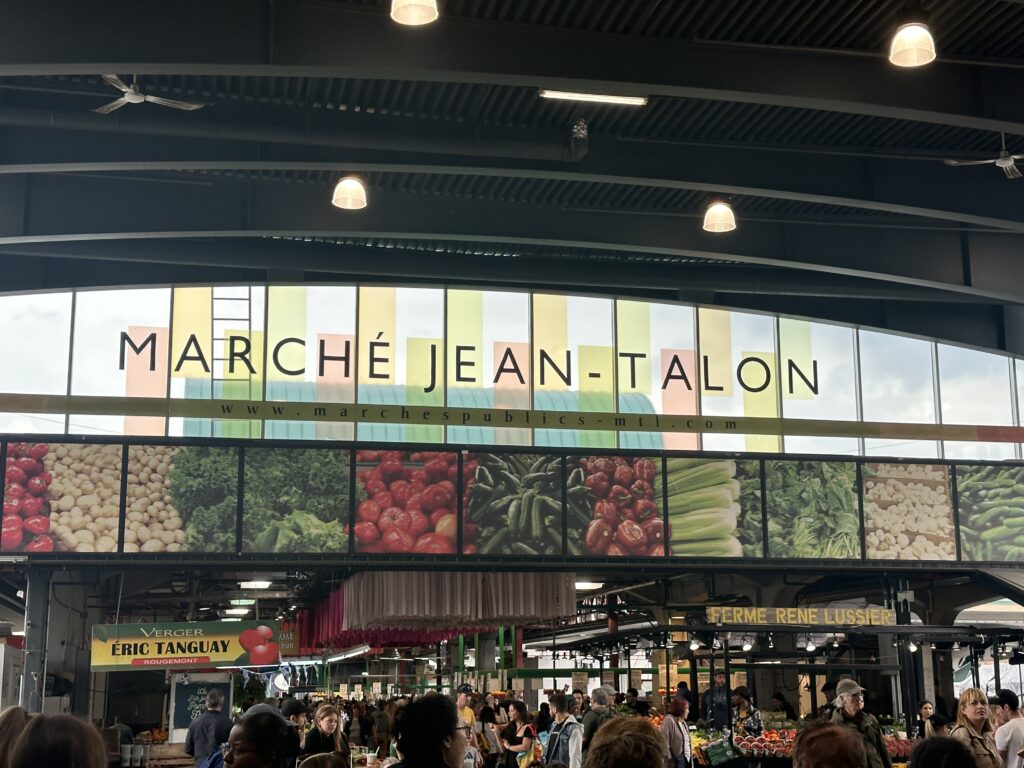 MARCHÉ JEAN-TALON
www.marchespublics-mtl.com
VERGER
ÉRIC TANGUAY
ROUGEMONT
FERME RENE LUSSIER